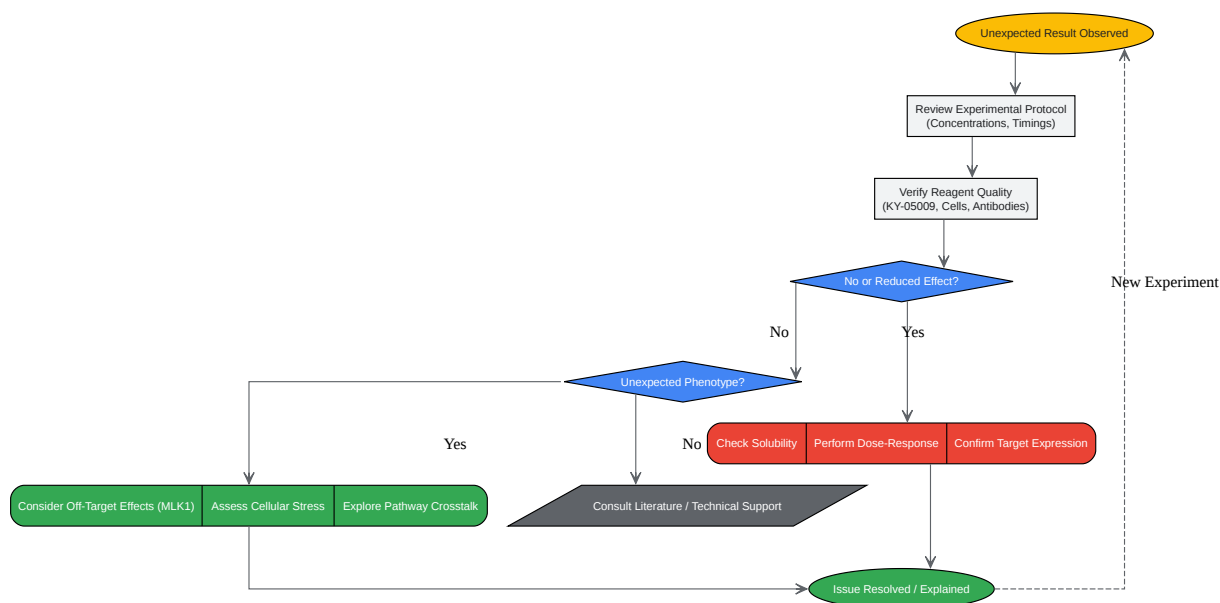 Unexpected Result Observed
Review Experimental Protocol
(Concentrations, Timings)
Verify Reagent Quality
(KY-05009, Cells, Antibodies)
No or Reduced Effect?
New Experiment
No
Yes
Unexpected Phenotype?
Yes
No
Check Solubility
Perform Dose-Response
Confirm Target Expression
Consider Off-Target Effects (MLK1)
Assess Cellular Stress
Explore Pathway Crosstalk
Consult Literature / Technical Support
Issue Resolved / Explained